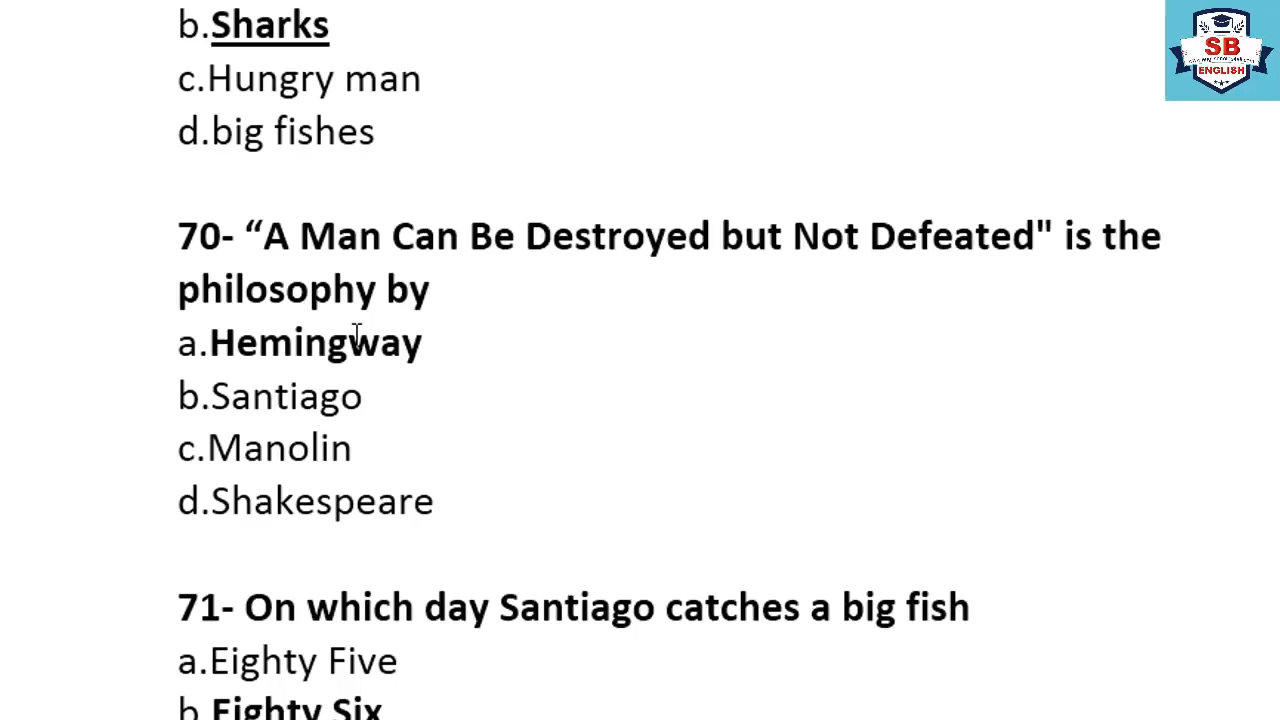 b.Sharks
c.Hungry man
d.big fishes
70- “A Man Can Be Destroyed but Not Defeated" is the
philosophy by
a.Hemingway
b.Santiago
c.Manolin
d.Shakespeare
71- On which day Santiago catches a big fish
a.Eighty Five
b.Eighty Six
SB
ENGLISH